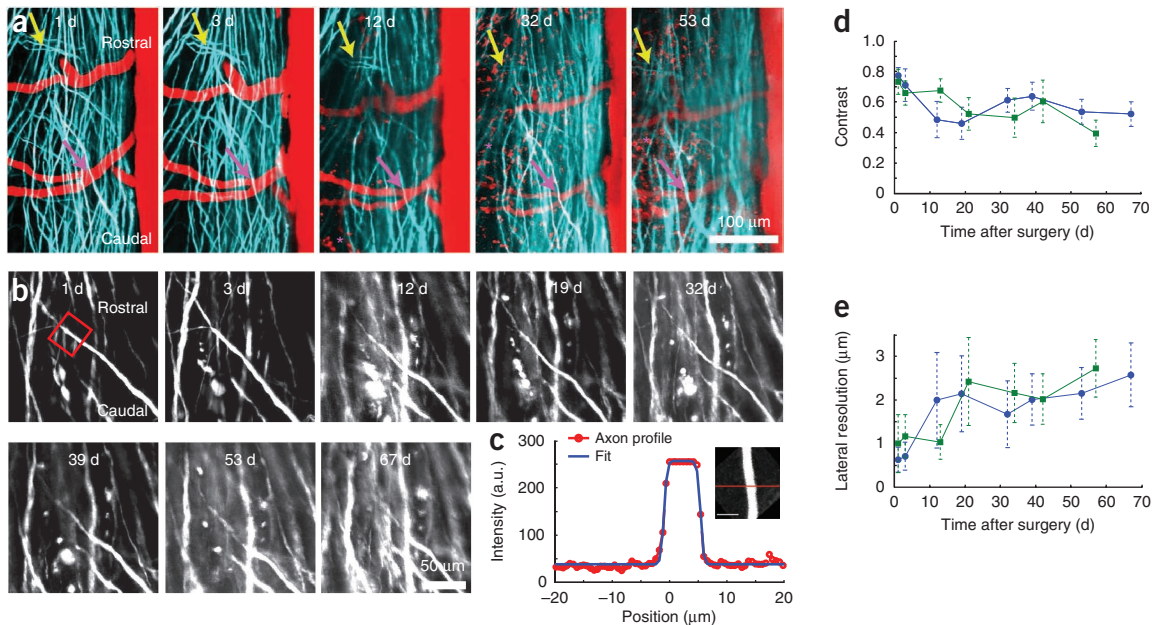 a
1 d
3 d
12 d
32 d
53 d
Rostral
Caudal
*
*
100 μm
b
1 d
3 d
12 d
19 d
32 d
Rostral
Caudal
39 d
53 d
67 d
50 μm
c
Axon profile
Fit
Intensity (a.u.)
300
200
100
0
–20
–10
0
10
20
Position (μm)
d
Contrast
1.0
0.8
0.6
0.4
0.2
0
0 10 20 30 40 50 60 70
Time after surgery (d)
e
Lateral resolution (μm)
3
2
1
0
0 10 20 30 40 50 60 70
Time after surgery (d)